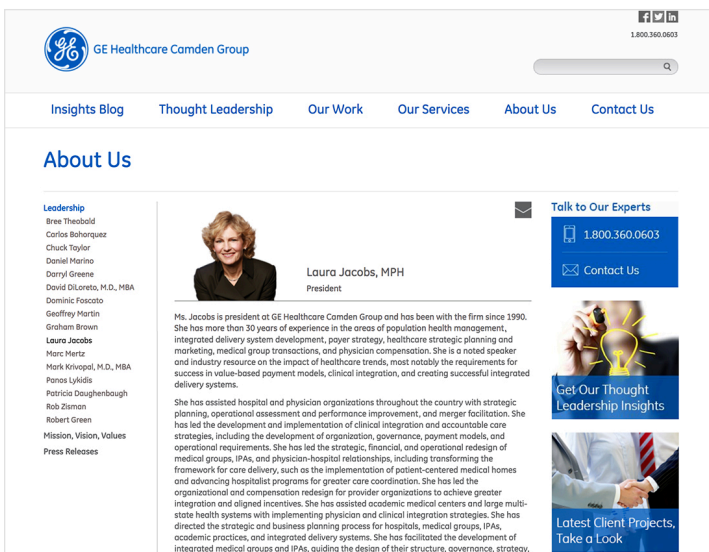 1.800.360.0603
GE Healthcare Camden Group
Insights Blog
Thought Leadership
Our Work
Our Services
About Us
Contact Us
About Us
Leadership
Bree Theobald
Carlos Bohorquez
Chuck Taylor
Daniel Marino
Darryl Greene
David DiLoreto, M.D., MBA
Dominic Foscato
Geoffrey Martin
Graham Brown
Laura Jacobs
Marc Mertz
Mark Krivopal, M.D., MBA
Panos Lykidis
Patricia Daughenbaugh
Rob Zisman
Robert Green
Mission, Vision, Values
Press Releases
Laura Jacobs, MPH
President
Ms. Jacobs is president at GE Healthcare Camden Group and has been with the firm since 1990.
She has more than 30 years of experience in the areas of population health management,
integrated delivery system development, payer strategy, healthcare strategic planning and
marketing, medical group transactions, and physician compensation. She is a noted speaker
and industry resource on the impact of healthcare trends, most notably the requirements for
success in value-based payment models, clinical integration, and creating successful integrated
delivery systems.
She has assisted hospital and physician organizations throughout the country with strategic
planning, operational assessment and performance improvement, and merger facilitation. She
has led the development and implementation of clinical integration and accountable care
strategies, including the development of organization, governance, payment models, and
operational requirements. She has led the strategic, financial, and operational redesign of
medical groups, IPAs, and physician-hospital relationships, including transforming the
framework for care delivery, such as the implementation of patient-centered medical homes
and advancing hospitalist programs for greater care coordination. She has led the
organizational and compensation redesign for provider organizations to achieve greater
integration and aligned incentives. She has assisted academic medical centers and large multi-
state health systems with implementing physician and clinical integration strategies. She has
directed the strategic and business planning process for hospitals, medical groups, IPAs,
academic practices, and integrated delivery systems. She has facilitated the development of
integrated medical groups and IPAs, guiding the design of their structure, governance, strategy,
Talk to Our Experts
1.800.360.0603
Contact Us
Get Our Thought
Leadership Insights
Latest Client Projects,
Take a Look